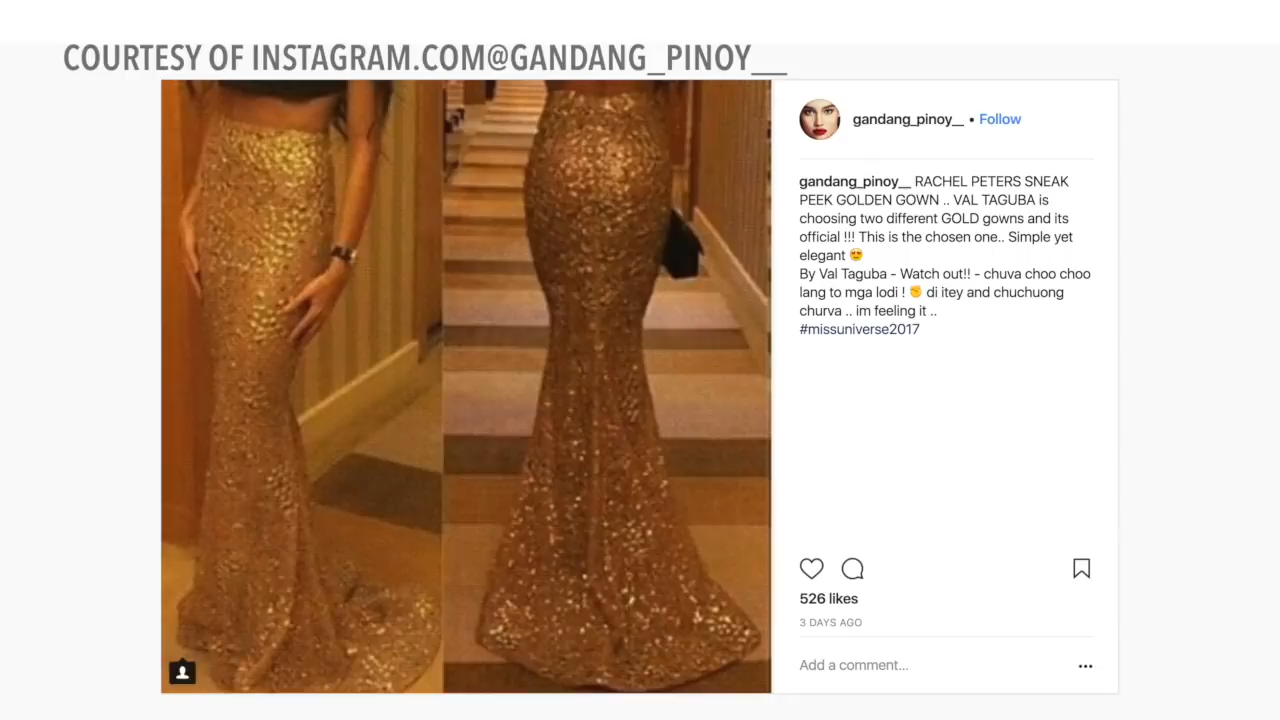 COURTESY OF INSTAGRAM.COM@GANDANG_PINOY__
gandang_pinoy__ • Follow
gandang_pinoy__ RACHEL PETERS SNEAK
PEEK GOLDEN GOWN .. VAL TAGUBA is
choosing two different GOLD gowns and its
official !!! This is the chosen one.. Simple yet
elegant 😍
By Val Taguba - Watch out!! - chuva choo choo
lang to mga lodi ! ✊ di itey and chuchuong
churva .. im feeling it ..
#missuniverse2017
526 likes
3 DAYS AGO
Add a comment...